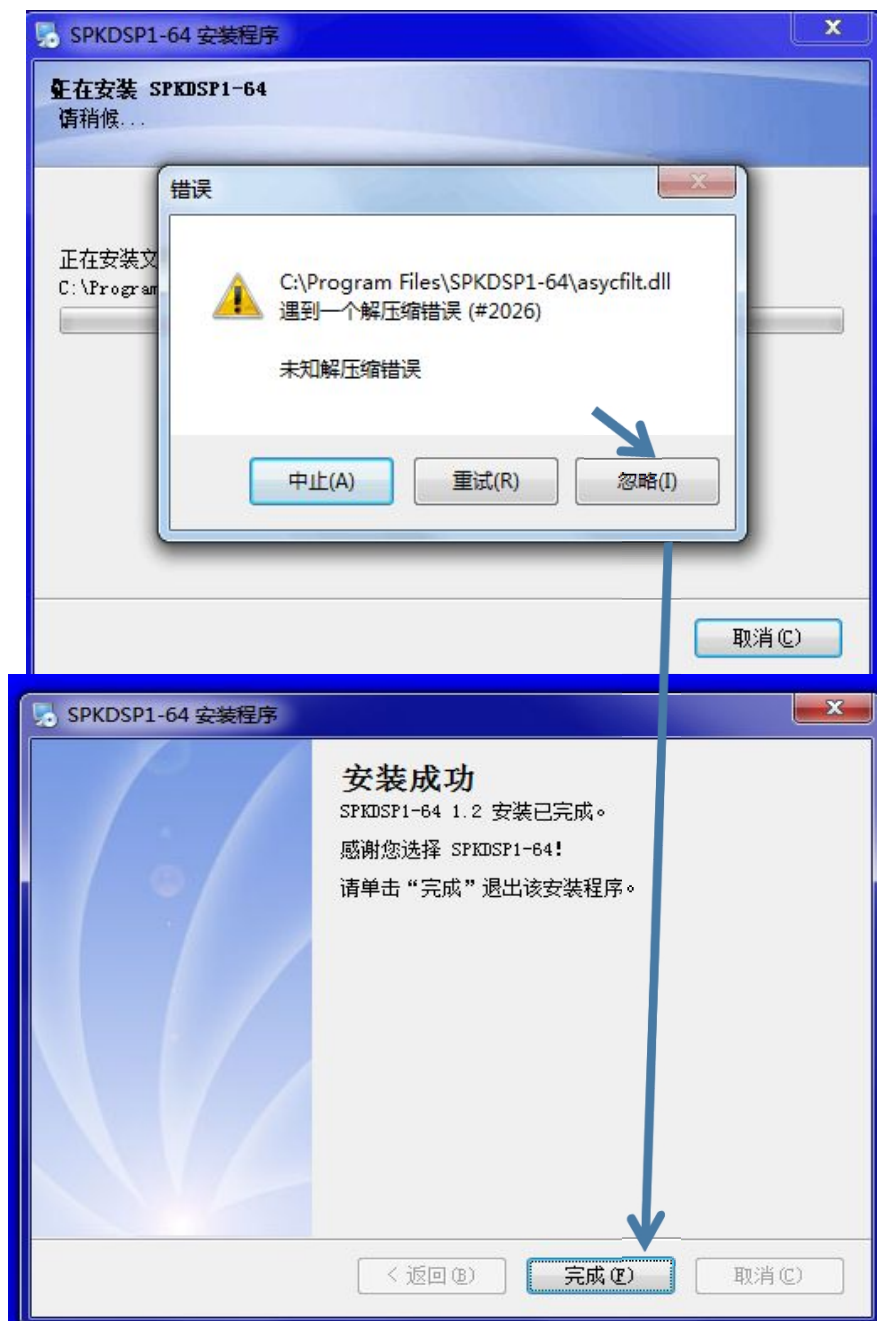 SPKDSP1-64 安装程序
正在安装 SPKDSP1-64
请稍候...
正在安装文
C:\Program
错误
C:\Program Files\SPKDSP1-64\asycfilt.dll
遇到一个解压缩错误 (#2026)
未知解压缩错误
中止(A)
重试(R)
忽略(I)
取消(C)
SPKDSP1-64 安装程序
安装成功
SPKDSP1-64 1.2 安装已完成。
感谢您选择 SPKDSP1-64!
请单击“完成”退出该安装程序。
< 返回(B)
完成(F)
取消(C)